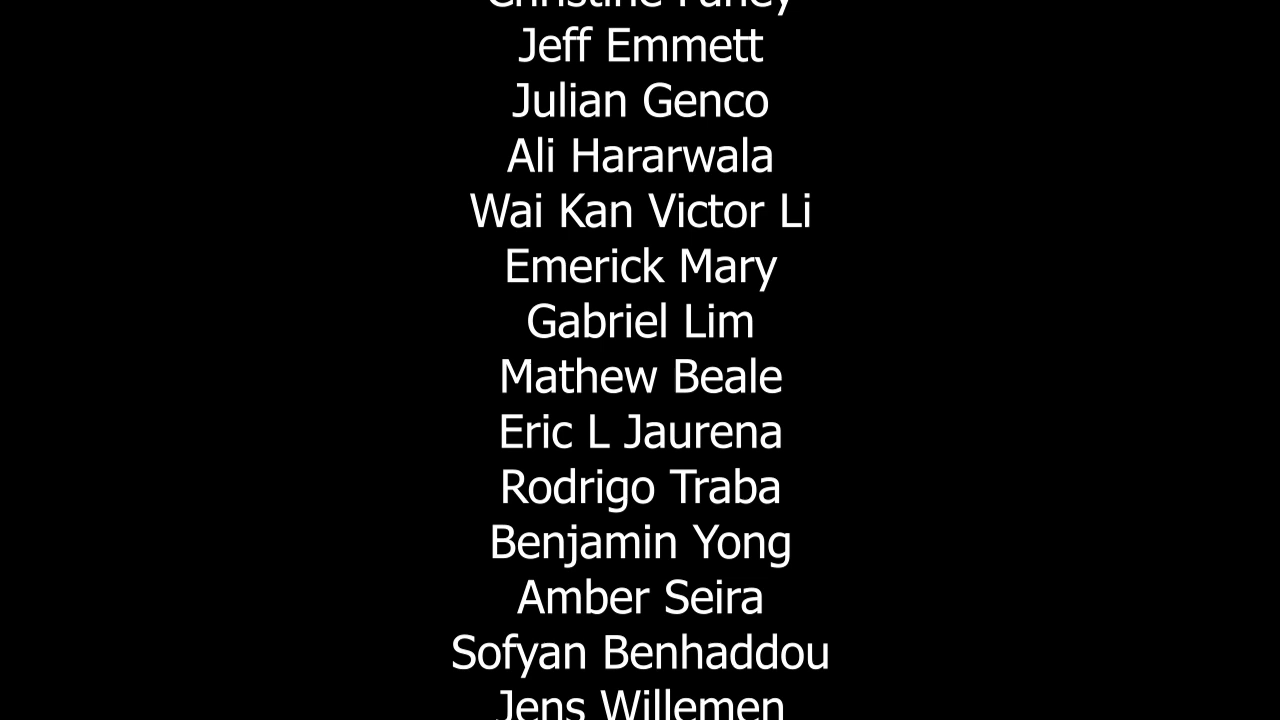 Christine
Jeff Emmett
Julian Genco
Ali Hararwala
Wai Kan Victor Li
Emerick Mary
Gabriel Lim
Mathew Beale
Eric L Jaurena
Rodrigo Traba
Benjamin Yong
Amber Seira
Sofyan Benhaddou
Jens Willemen